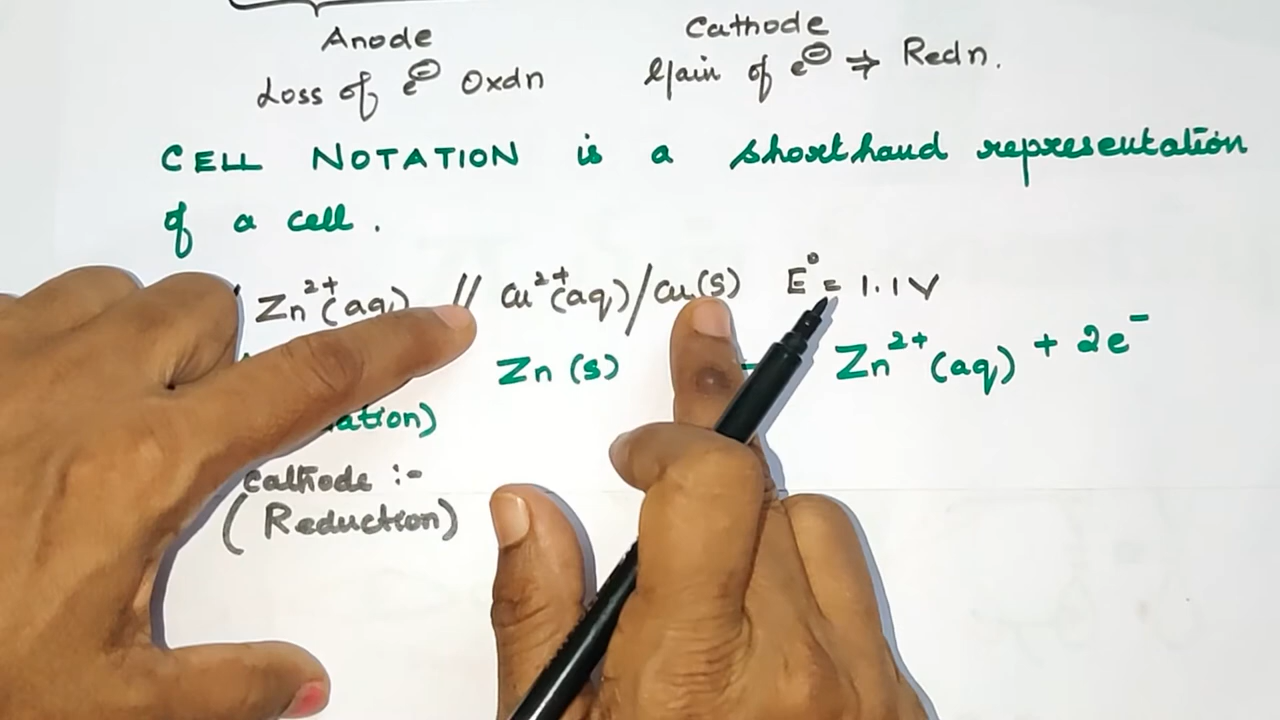 Anode Cathode
Loss of e⊖ Oxdn Gain of e⊖ ⇒ Redn.
CELL NOTATION is a shorthand representation
of a cell.
Zn²⁺(aq) // Cu²⁺(aq)/Cu(s) E° = 1.1V
Zn(s) Zn²⁺(aq) + 2e⁻
ation)
Cathode :-
(Reduction)